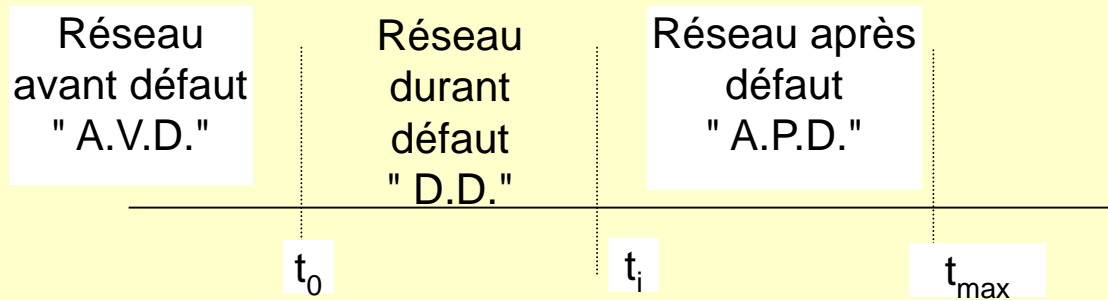 Réseau
avant défaut
" A.V.D."
Réseau
durant
défaut
" D.D."
Réseau après
défaut
" A.P.D."
t₀
tᵢ
tmax